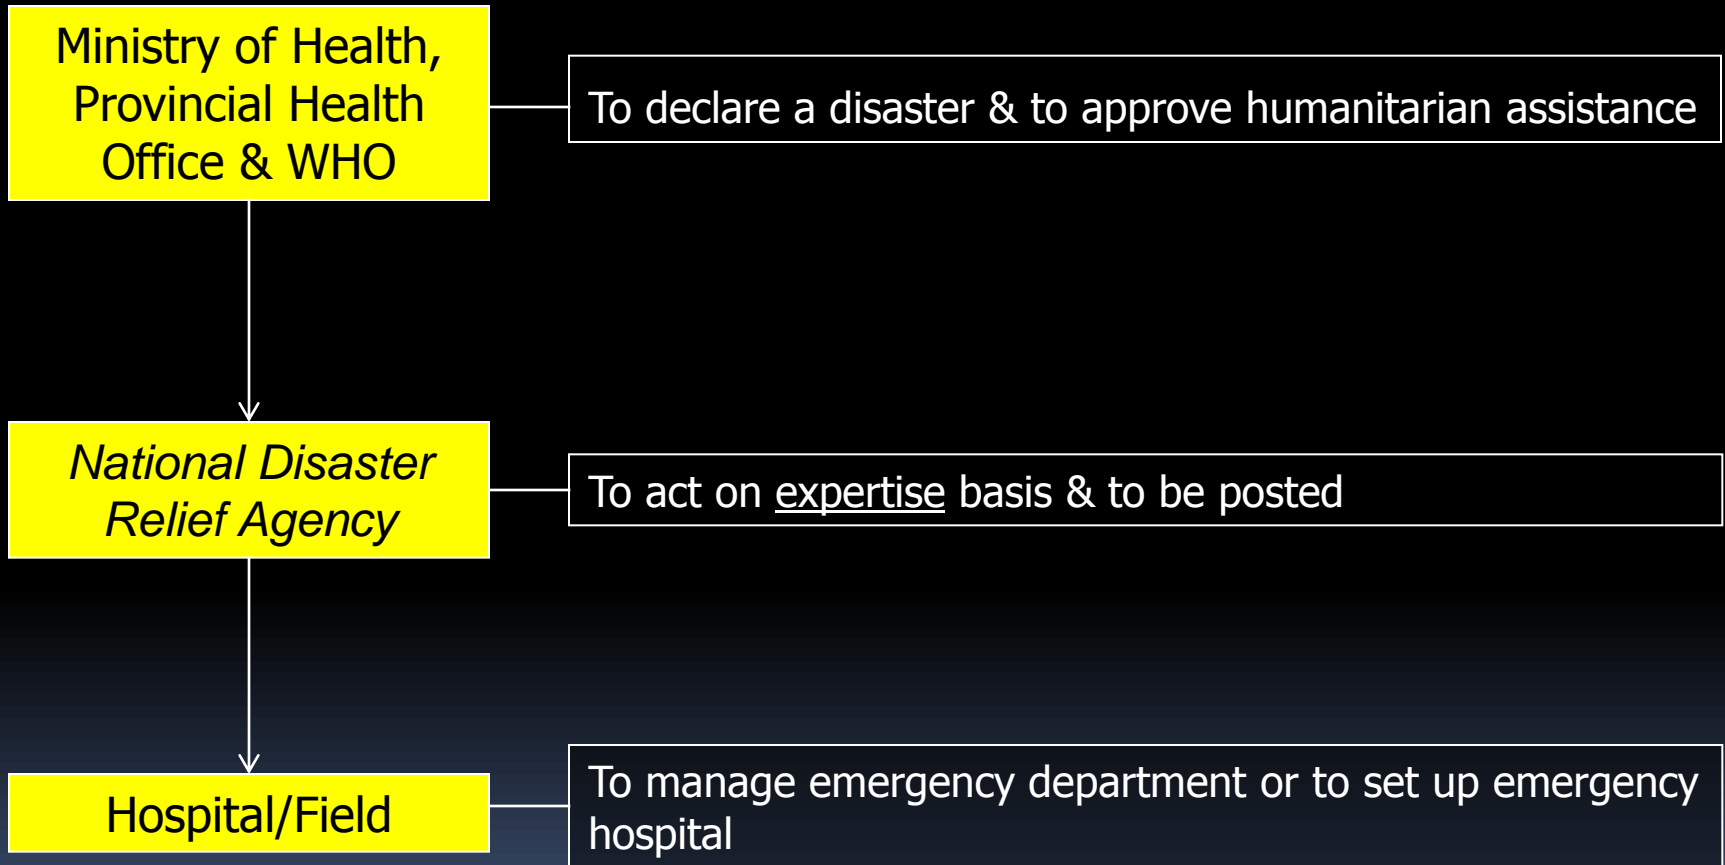 Ministry of Health,
Provincial Health
Office & WHO
To declare a disaster & to approve humanitarian assistance
National Disaster
Relief Agency
To act on expertise basis & to be posted
Hospital/Field
To manage emergency department or to set up emergency
hospital